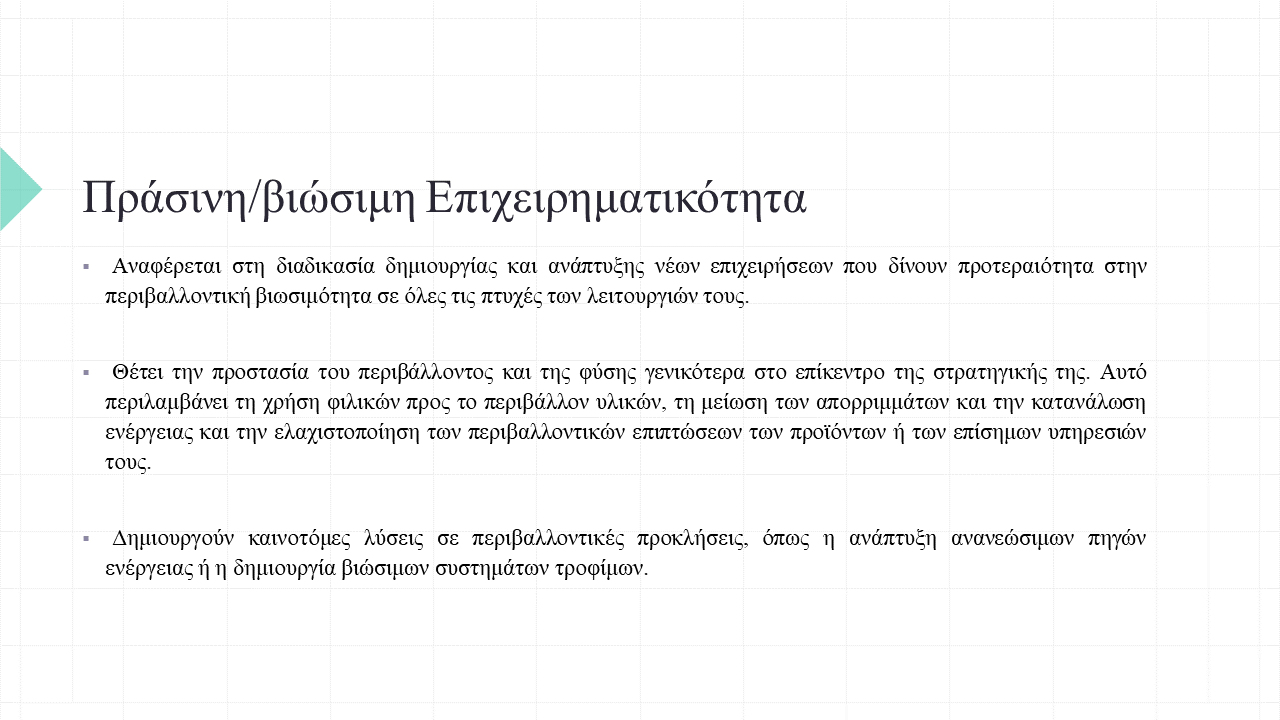 Πράσινη/βιώσιμη Επιχειρηματικότητα
▪ Αναφέρεται στη διαδικασία δημιουργίας και ανάπτυξης νέων επιχειρήσεων που δίνουν προτεραιότητα στην
περιβαλλοντική βιωσιμότητα σε όλες τις πτυχές των λειτουργιών τους.
▪ Θέτει την προστασία του περιβάλλοντος και της φύσης γενικότερα στο επίκεντρο της στρατηγικής της. Αυτό
περιλαμβάνει τη χρήση φιλικών προς το περιβάλλον υλικών, τη μείωση των απορριμμάτων και την κατανάλωση
ενέργειας και την ελαχιστοποίηση των περιβαλλοντικών επιπτώσεων των προϊόντων ή των επίσημων υπηρεσιών
τους.
▪ Δημιουργούν καινοτόμες λύσεις σε περιβαλλοντικές προκλήσεις, όπως η ανάπτυξη ανανεώσιμων πηγών
ενέργειας ή η δημιουργία βιώσιμων συστημάτων τροφίμων.